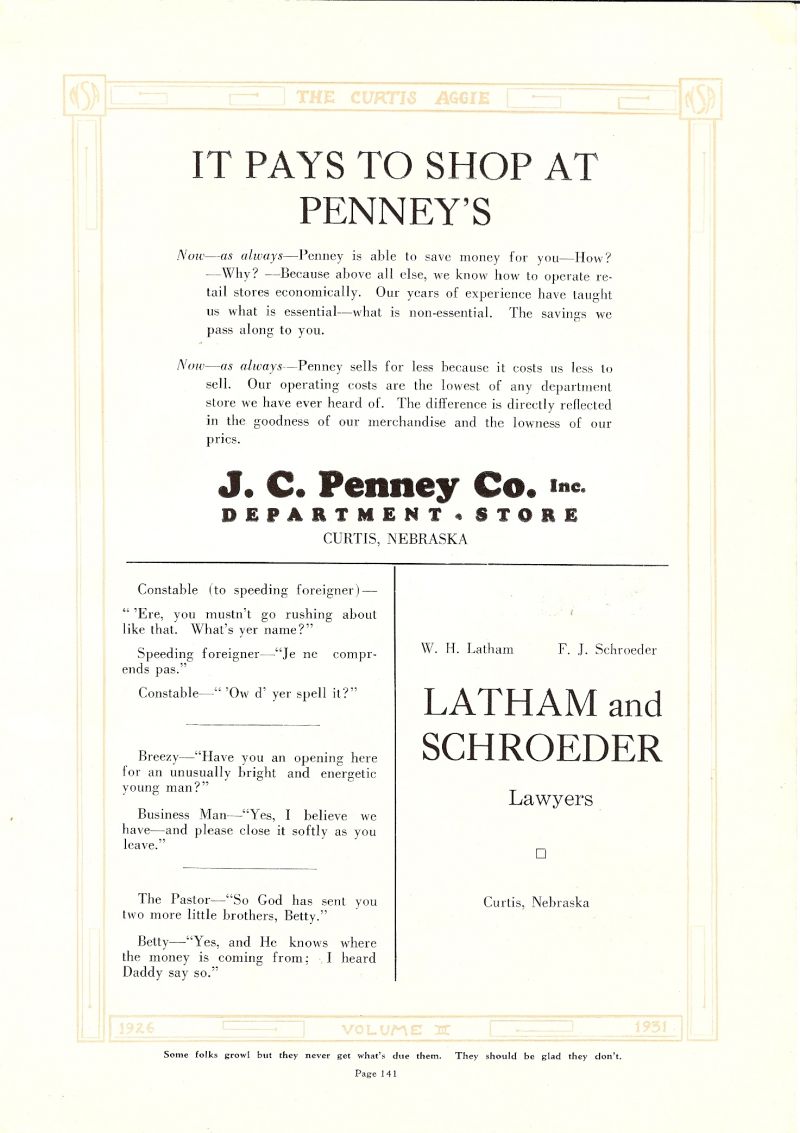 NSA THE CURTIS AGGIE NSA
IT PAYS TO SHOP AT
PENNEY'S
Now—as always—Penney is able to save money for you—How?
—Why? —Because above all else, we know how to operate re-
tail stores economically. Our years of experience have taught
us what is essential—what is non-essential. The savings we
pass along to you.
Now—as always—Penney sells for less because it costs us less to
sell. Our operating costs are the lowest of any department
store we have ever heard of. The difference is directly reflected
in the goodness of our merchandise and the lowness of our
prics.
J. C. Penney Co. Inc.
DEPARTMENT • STORE
CURTIS, NEBRASKA
Constable (to speeding foreigner)—
" 'Ere, you mustn't go rushing about
like that. What's yer name?"
Speeding foreigner—"Je ne compr-
ends pas."
Constable—" 'Ow d' yer spell it?"
Breezy—"Have you an opening here
for an unusually bright and energetic
young man?"
Business Man—"Yes, I believe we
have—and please close it softly as you
leave."
The Pastor—"So God has sent you
two more little brothers, Betty."
Betty—"Yes, and He knows where
the money is coming from; I heard
Daddy say so."
W. H. Latham F. J. Schroeder
LATHAM and
SCHROEDER
Lawyers
Curtis, Nebraska
1926 VOLUME III 1931
Some folks growl but they never get what's due them. They should be glad they don't.
Page 141